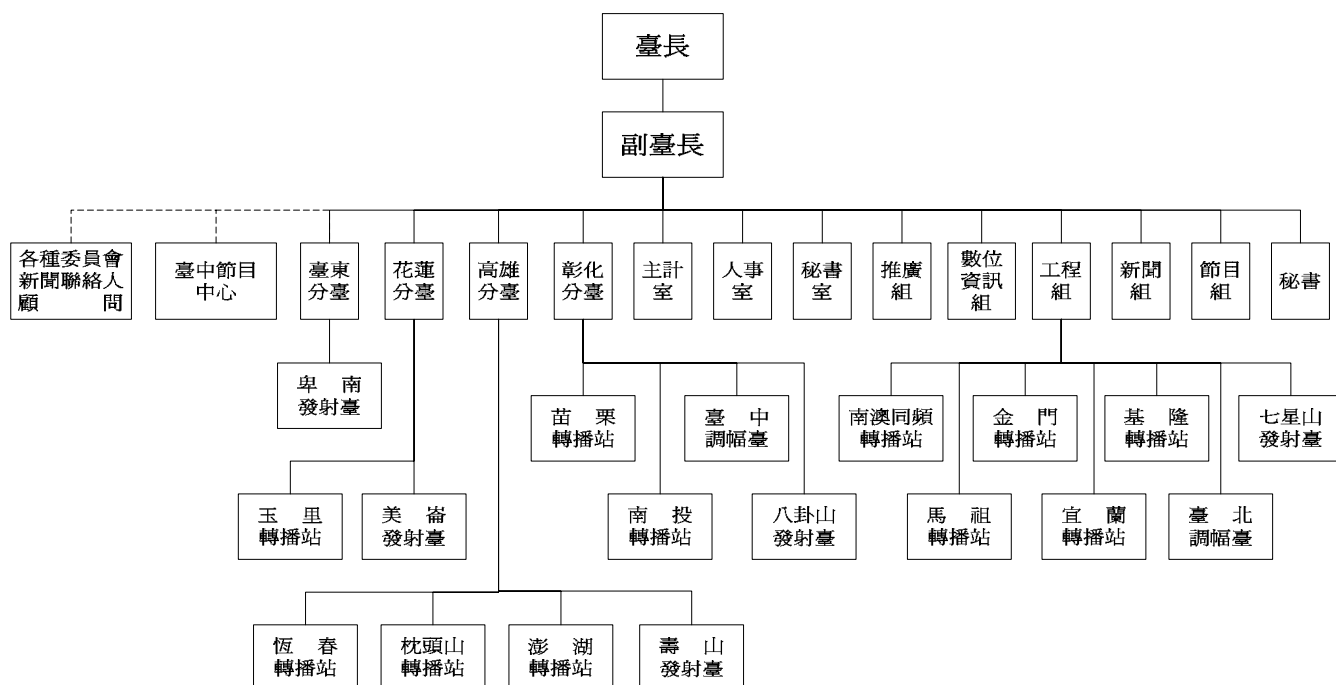 臺長
副臺長
各種委員會
新聞聯絡人
顧問
臺中節目
中心
臺東
分臺
花蓮
分臺
高雄
分臺
彰化
分臺
主計
室
人事
室
秘書
室
推廣
組
數位
資訊
組
工程
組
新聞
組
節目
組
秘書
卑南
發射臺
苗栗
轉播站
臺中
調幅臺
南澳同頻
轉播站
金門
轉播站
基隆
轉播站
七星山
發射臺
玉里
轉播站
美崙
發射臺
南投
轉播站
八卦山
發射臺
馬祖
轉播站
宜蘭
轉播站
臺北
調幅臺
恆春
轉播站
枕頭山
轉播站
澎湖
轉播站
壽山
發射臺